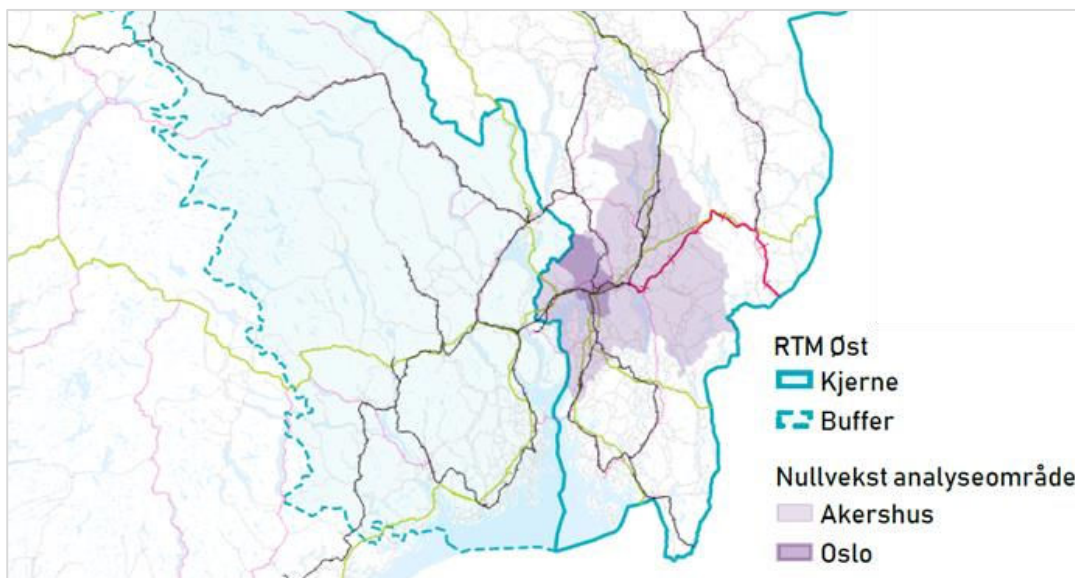 RTM Øst
Kjerne
Buffer
Nullvekst analyseområde
Akershus
Oslo